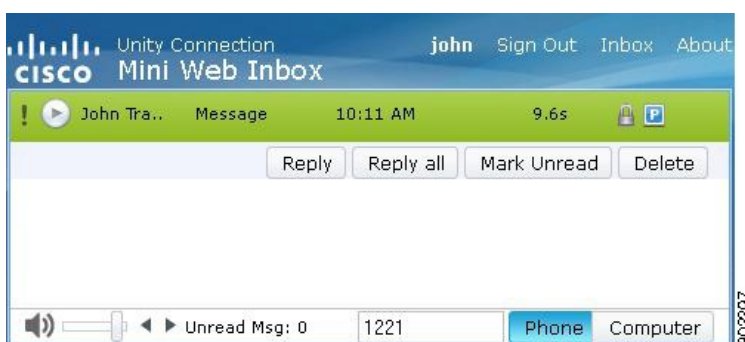 Unity Connection john Sign Out Inbox About
CISCO Mini Web Inbox
! John Tra.. Message 10:11 AM 9.6s P
Reply Reply all Mark Unread Delete
Unread Msg: 0 1221 Phone Computer